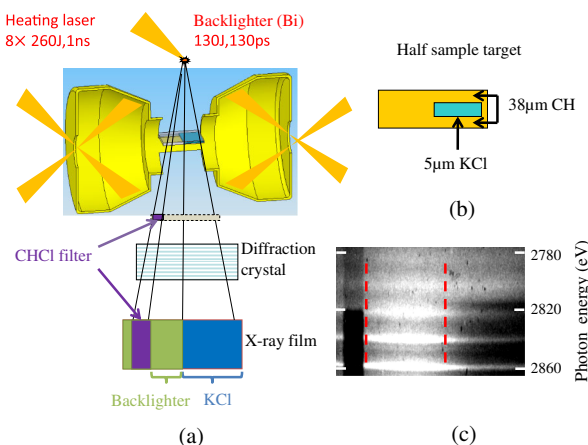 Heating laser
8× 260J,1ns
Backlighter (Bi)
130J,130ps
CHCl filter
Diffraction
crystal
X-ray film
Backlighter
KCl
(a)
Half sample target
38μm CH
5μm KCl
(b)
2780
2820
2860
Photon energy (eV)
(c)